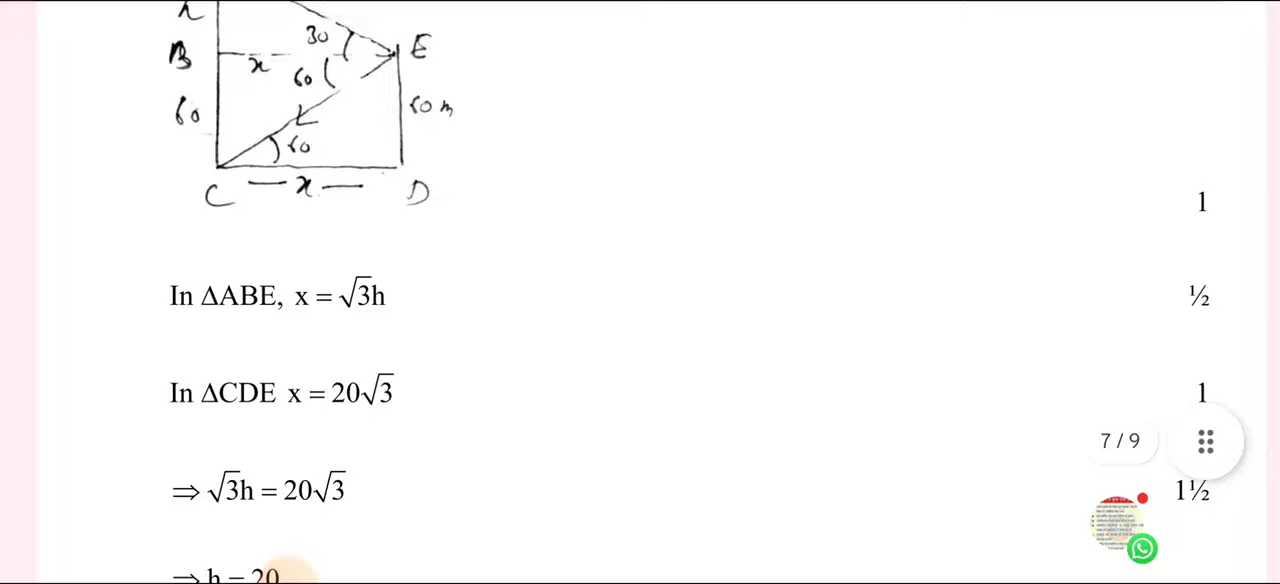 h
30
E
B
x
60
60
60 m
L
60
C
x
D
1
In ΔABE, x = √3h
½
In ΔCDE x = 20√3
1
7 / 9
⇒ √3h = 20√3
1½
⇒ h = 20